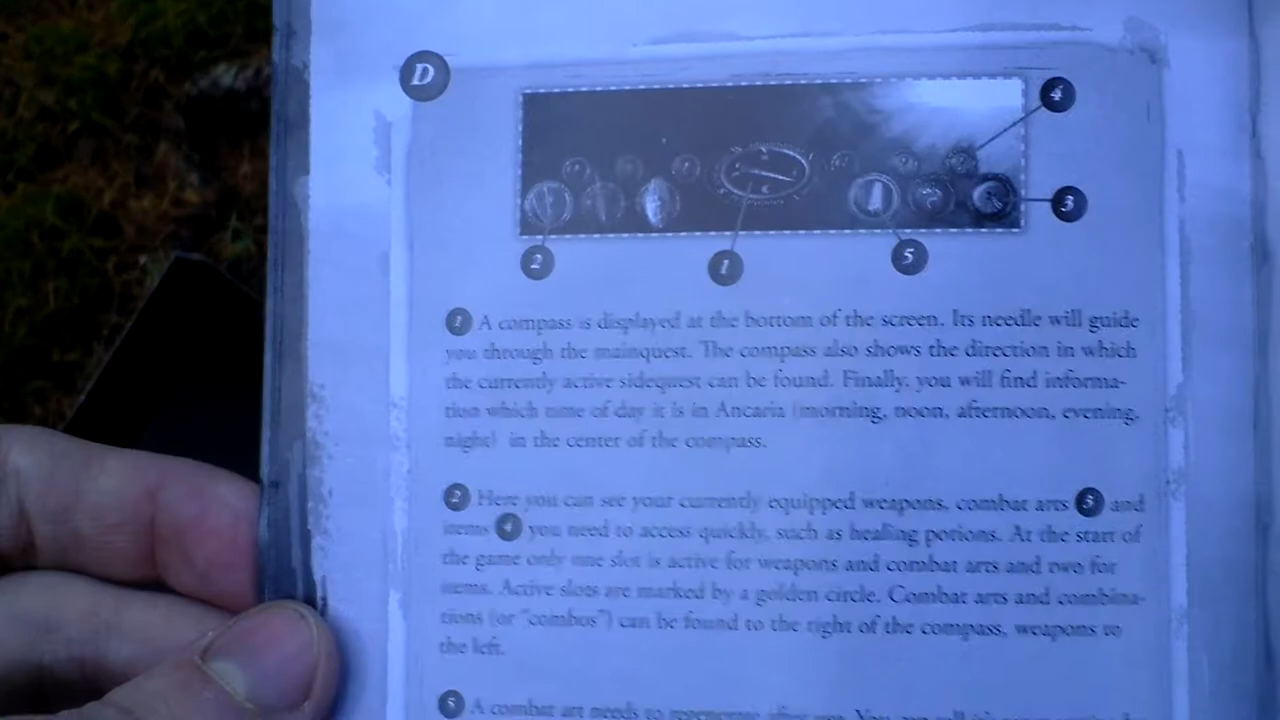 D
4
3
2
1
5
1 A compass is displayed at the bottom of the screen. Its needle will guide
you through the mainquest. The compass also shows the direction in which
the currently active sidequest can be found. Finally, you will find informa-
tion which time of day it is in Ancaria (morning, noon, afternoon, evening,
night) in the center of the compass.
2 Here you can see your currently equipped weapons, combat arts 5 and
items 4 you need to access quickly, such as healing potions. At the start of
the game only one slot is active for weapons and combat arts and two for
items. Active slots are marked by a golden circle. Combat arts and combina-
tions (or "combos") can be found to the right of the compass, weapons to
the left.
5 A combat art needs to regenerate after use. You can tell